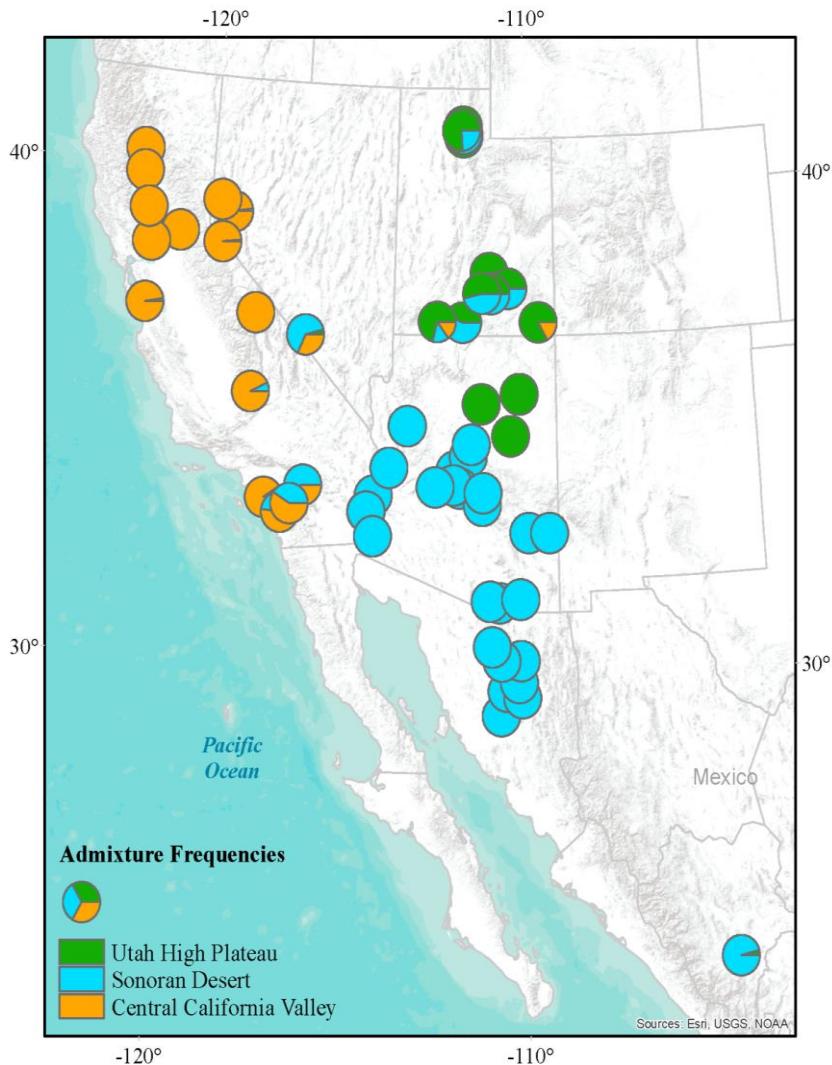 -120°
-110°
40°
40°
30°
30°
Pacific
Ocean
Mexico
Admixture Frequencies
Utah High Plateau
Sonoran Desert
Central California Valley
Sources: Esri, USGS, NOAA
-120°
-110°